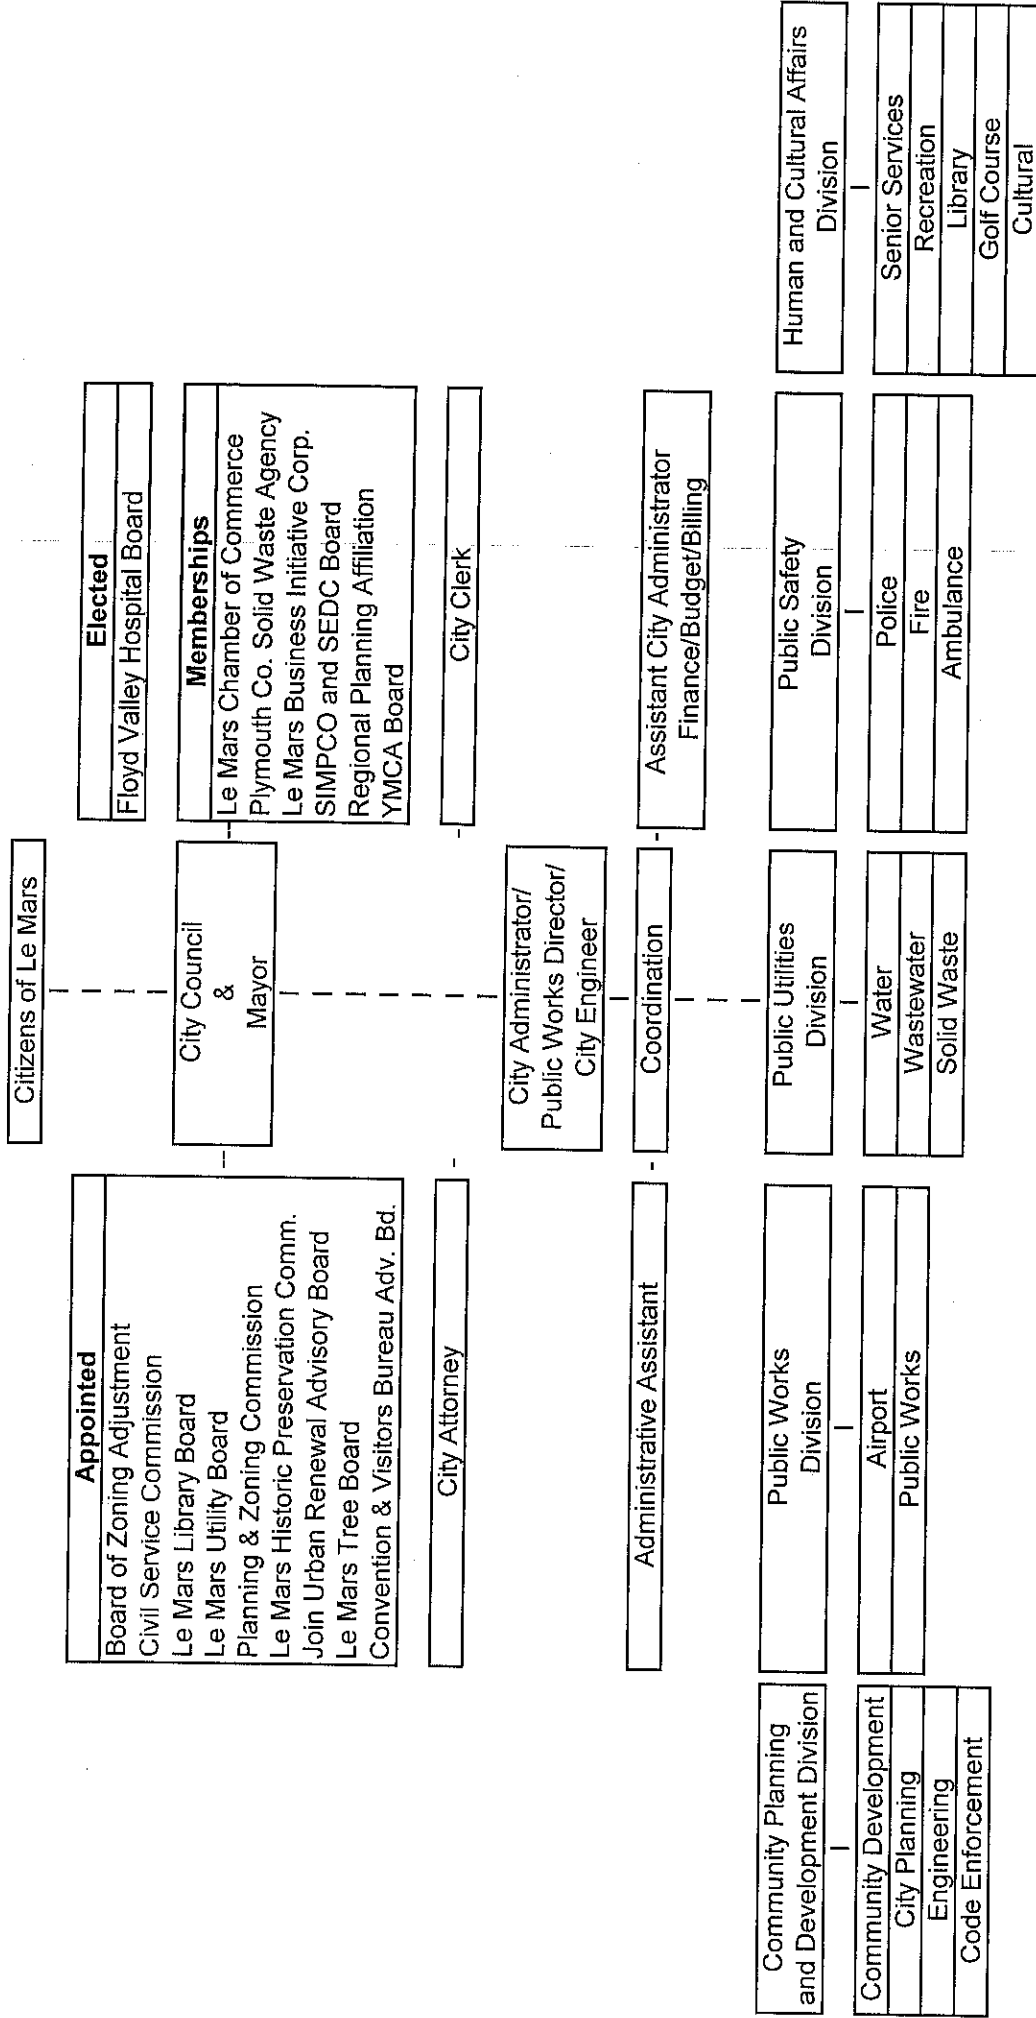 Citizens of Le Mars
Appointed
Board of Zoning Adjustment
Civil Service Commission
Le Mars Library Board
Le Mars Utility Board
Planning & Zoning Commission
Le Mars Historic Preservation Comm.
Join Urban Renewal Advisory Board
Le Mars Tree Board
Convention & Visitors Bureau Adv. Bd.
City Council
&
Mayor
Elected
Floyd Valley Hospital Board
Memberships
Le Mars Chamber of Commerce
Plymouth Co. Solid Waste Agency
Le Mars Business Initiative Corp.
SIMPCO and SEDC Board
Regional Planning Affiliation
YMCA Board
City Attorney
City Clerk
City Administrator/
Public Works Director/
City Engineer
Administrative Assistant
Coordination
Assistant City Administrator
Finance/Budget/Billing
Community Planning
and Development Division
Community Development
City Planning
Engineering
Code Enforcement
Public Works
Division
Airport
Public Works
Public Utilities
Division
Water
Wastewater
Solid Waste
Public Safety
Division
Police
Fire
Ambulance
Human and Cultural Affairs
Division
Senior Services
Recreation
Library
Golf Course
Cultural